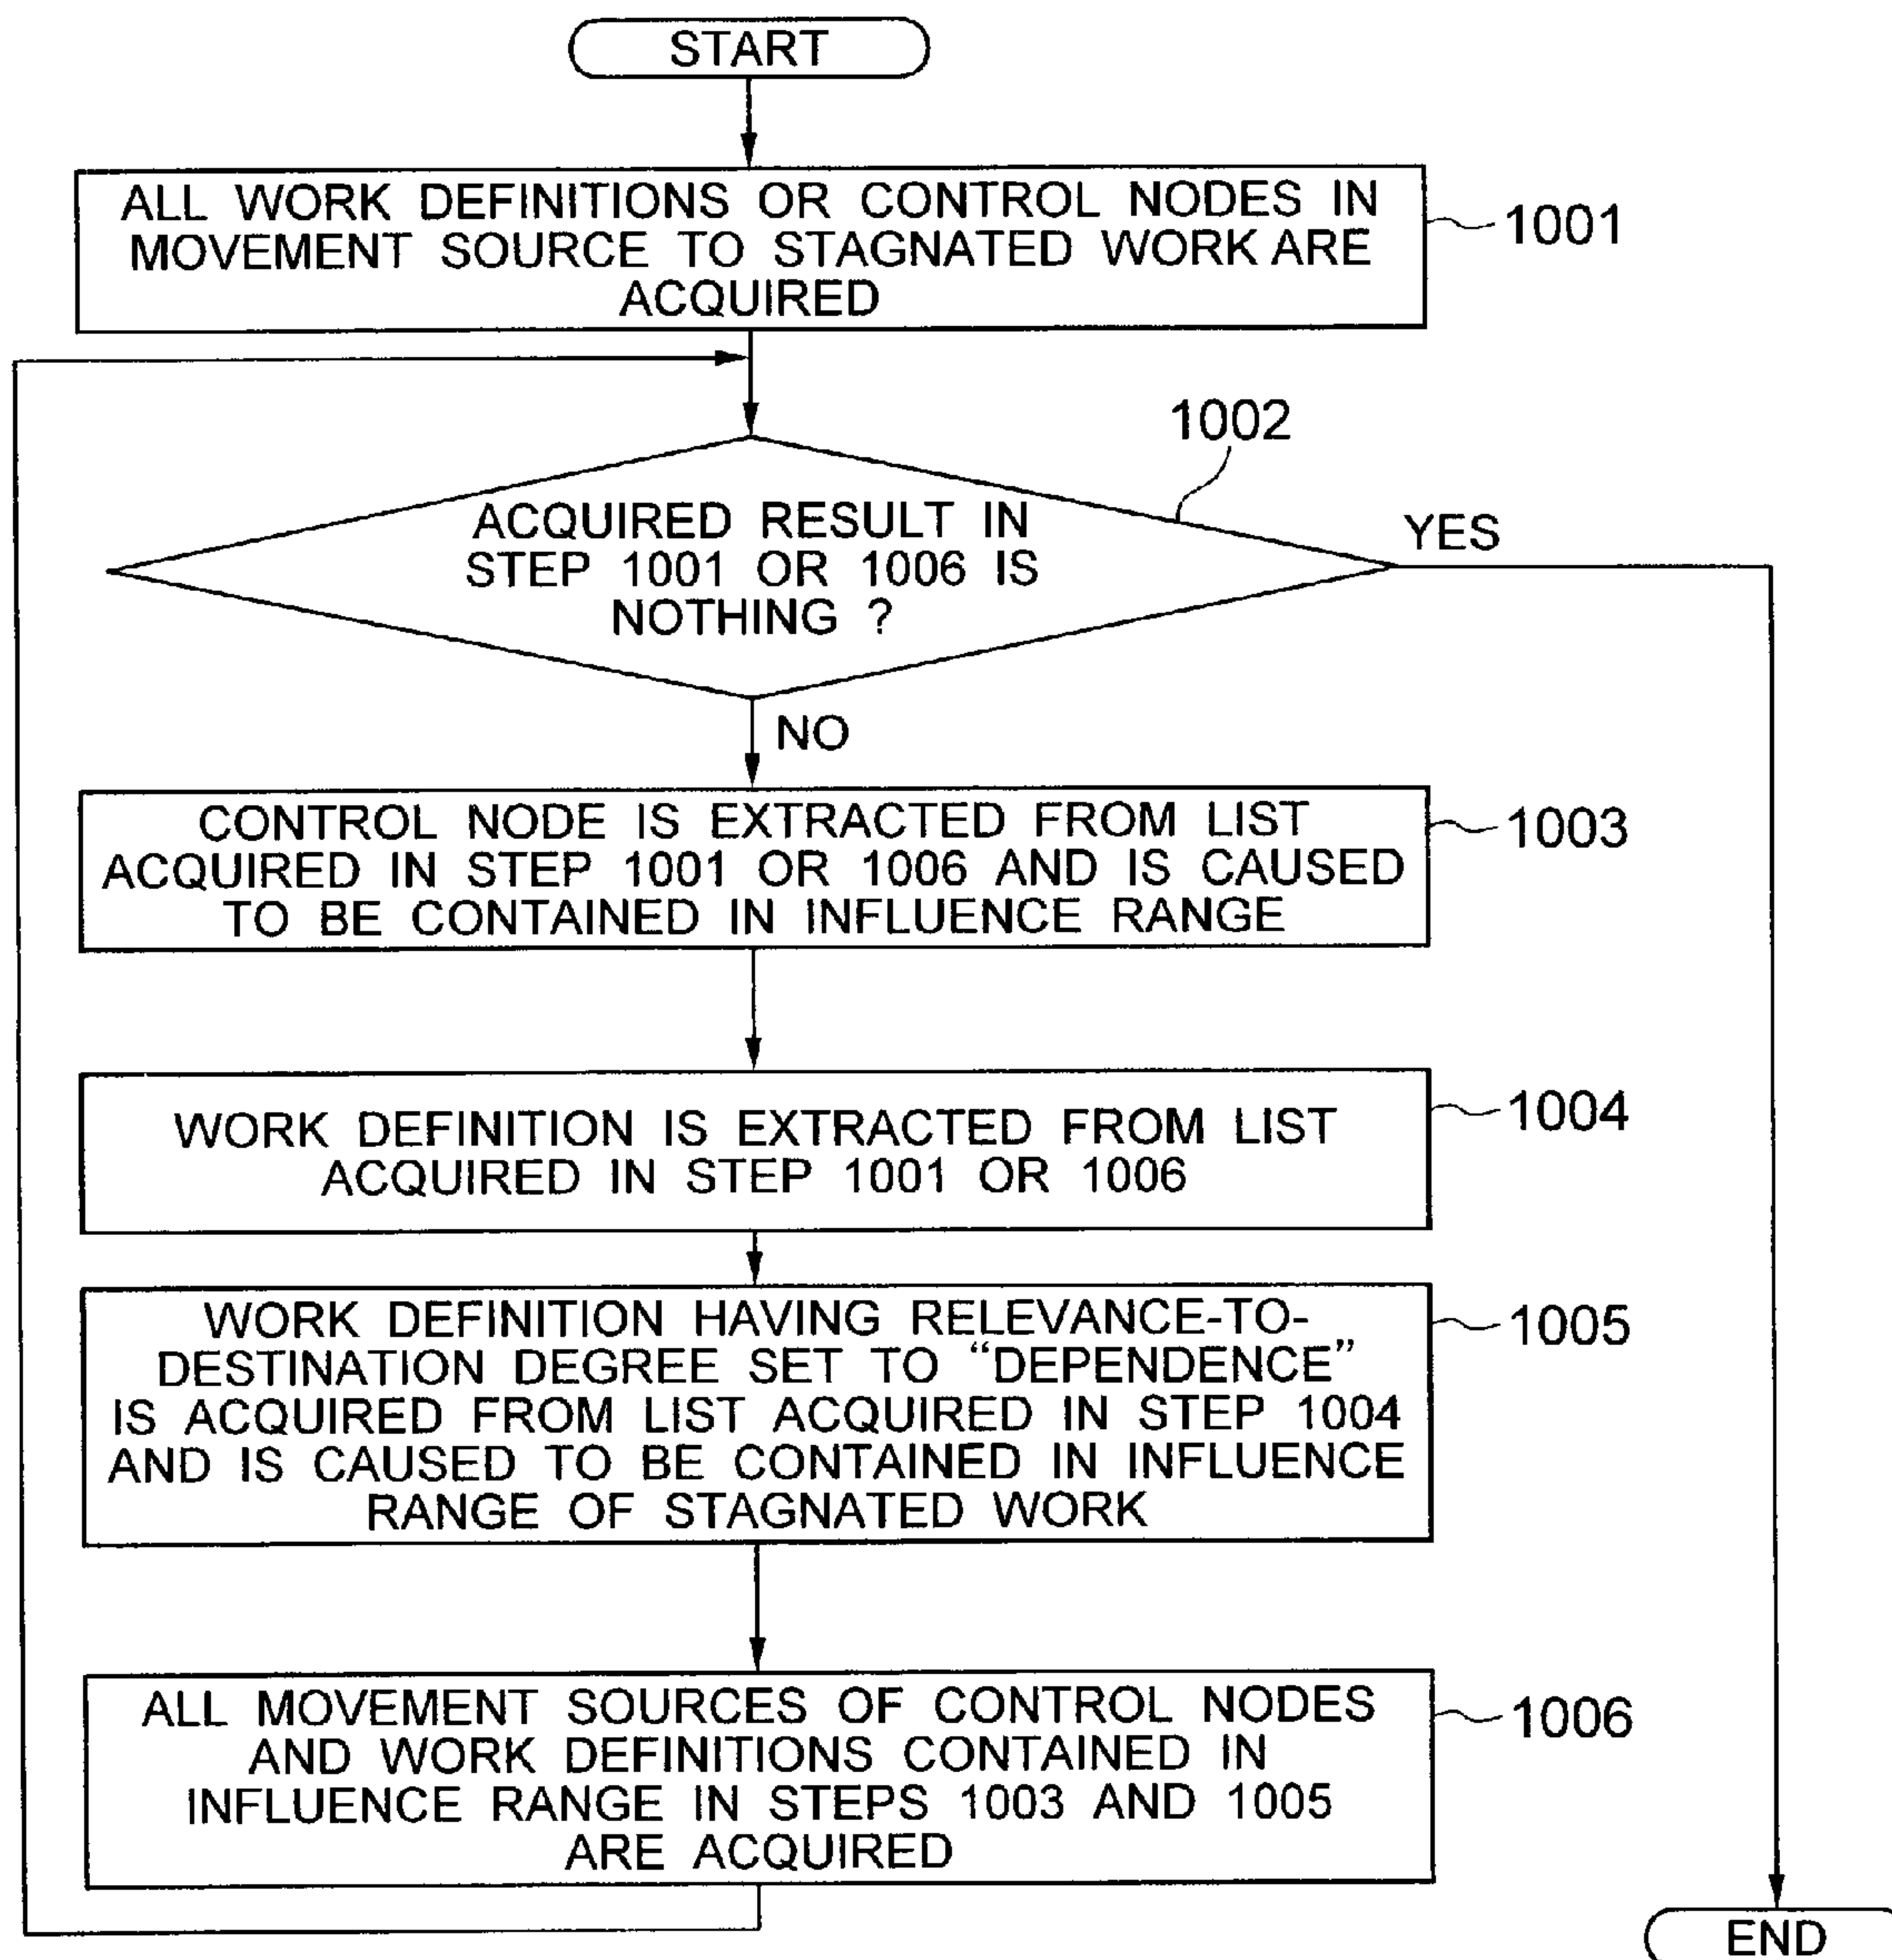 START
ALL WORK DEFINITIONS OR CONTROL NODES IN
MOVEMENT SOURCE TO STAGNATED WORK ARE
ACQUIRED
1001
1002
ACQUIRED RESULT IN
STEP 1001 OR 1006 IS
NOTHING ?
YES
NO
CONTROL NODE IS EXTRACTED FROM LIST
ACQUIRED IN STEP 1001 OR 1006 AND IS CAUSED
TO BE CONTAINED IN INFLUENCE RANGE
1003
WORK DEFINITION IS EXTRACTED FROM LIST
ACQUIRED IN STEP 1001 OR 1006
1004
WORK DEFINITION HAVING RELEVANCE-TO-
DESTINATION DEGREE SET TO “DEPENDENCE”
IS ACQUIRED FROM LIST ACQUIRED IN STEP 1004
AND IS CAUSED TO BE CONTAINED IN INFLUENCE
RANGE OF STAGNATED WORK
1005
ALL MOVEMENT SOURCES OF CONTROL NODES
AND WORK DEFINITIONS CONTAINED IN
INFLUENCE RANGE IN STEPS 1003 AND 1005
ARE ACQUIRED
1006
END